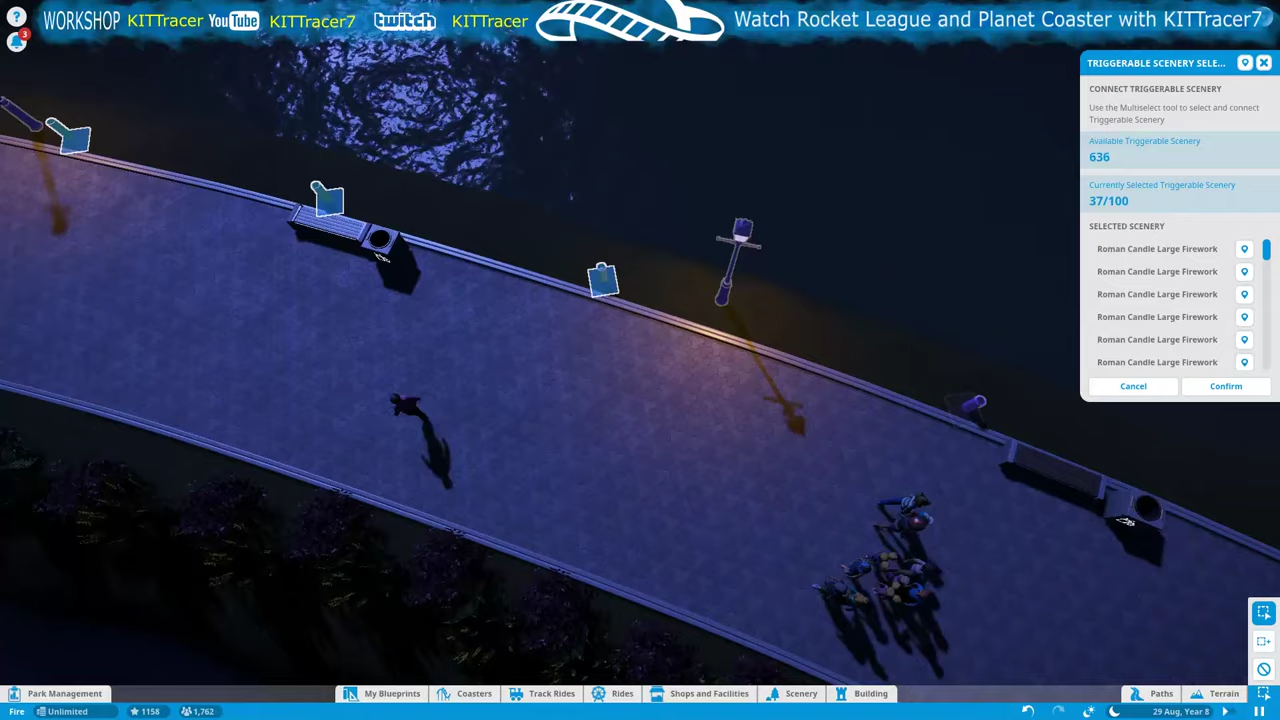 WORKSHOP KITTracer YouTube KITTracer7 twitch KITTracer Watch Rocket League and Planet Coaster with KITTracer7
?
3
TRIGGERABLE SCENERY SELE...
CONNECT TRIGGERABLE SCENERY
Use the Multiselect tool to select and connect
Triggerable Scenery
Available Triggerable Scenery
636
Currently Selected Triggerable Scenery
37/100
SELECTED SCENERY
Roman Candle Large Firework
Roman Candle Large Firework
Roman Candle Large Firework
Roman Candle Large Firework
Roman Candle Large Firework
Roman Candle Large Firework
Cancel Confirm
Park Management My Blueprints Coasters Track Rides Rides Shops and Facilities Scenery Building Paths Terrain
Fire Unlimited 1158 1,762 29 Aug, Year 8